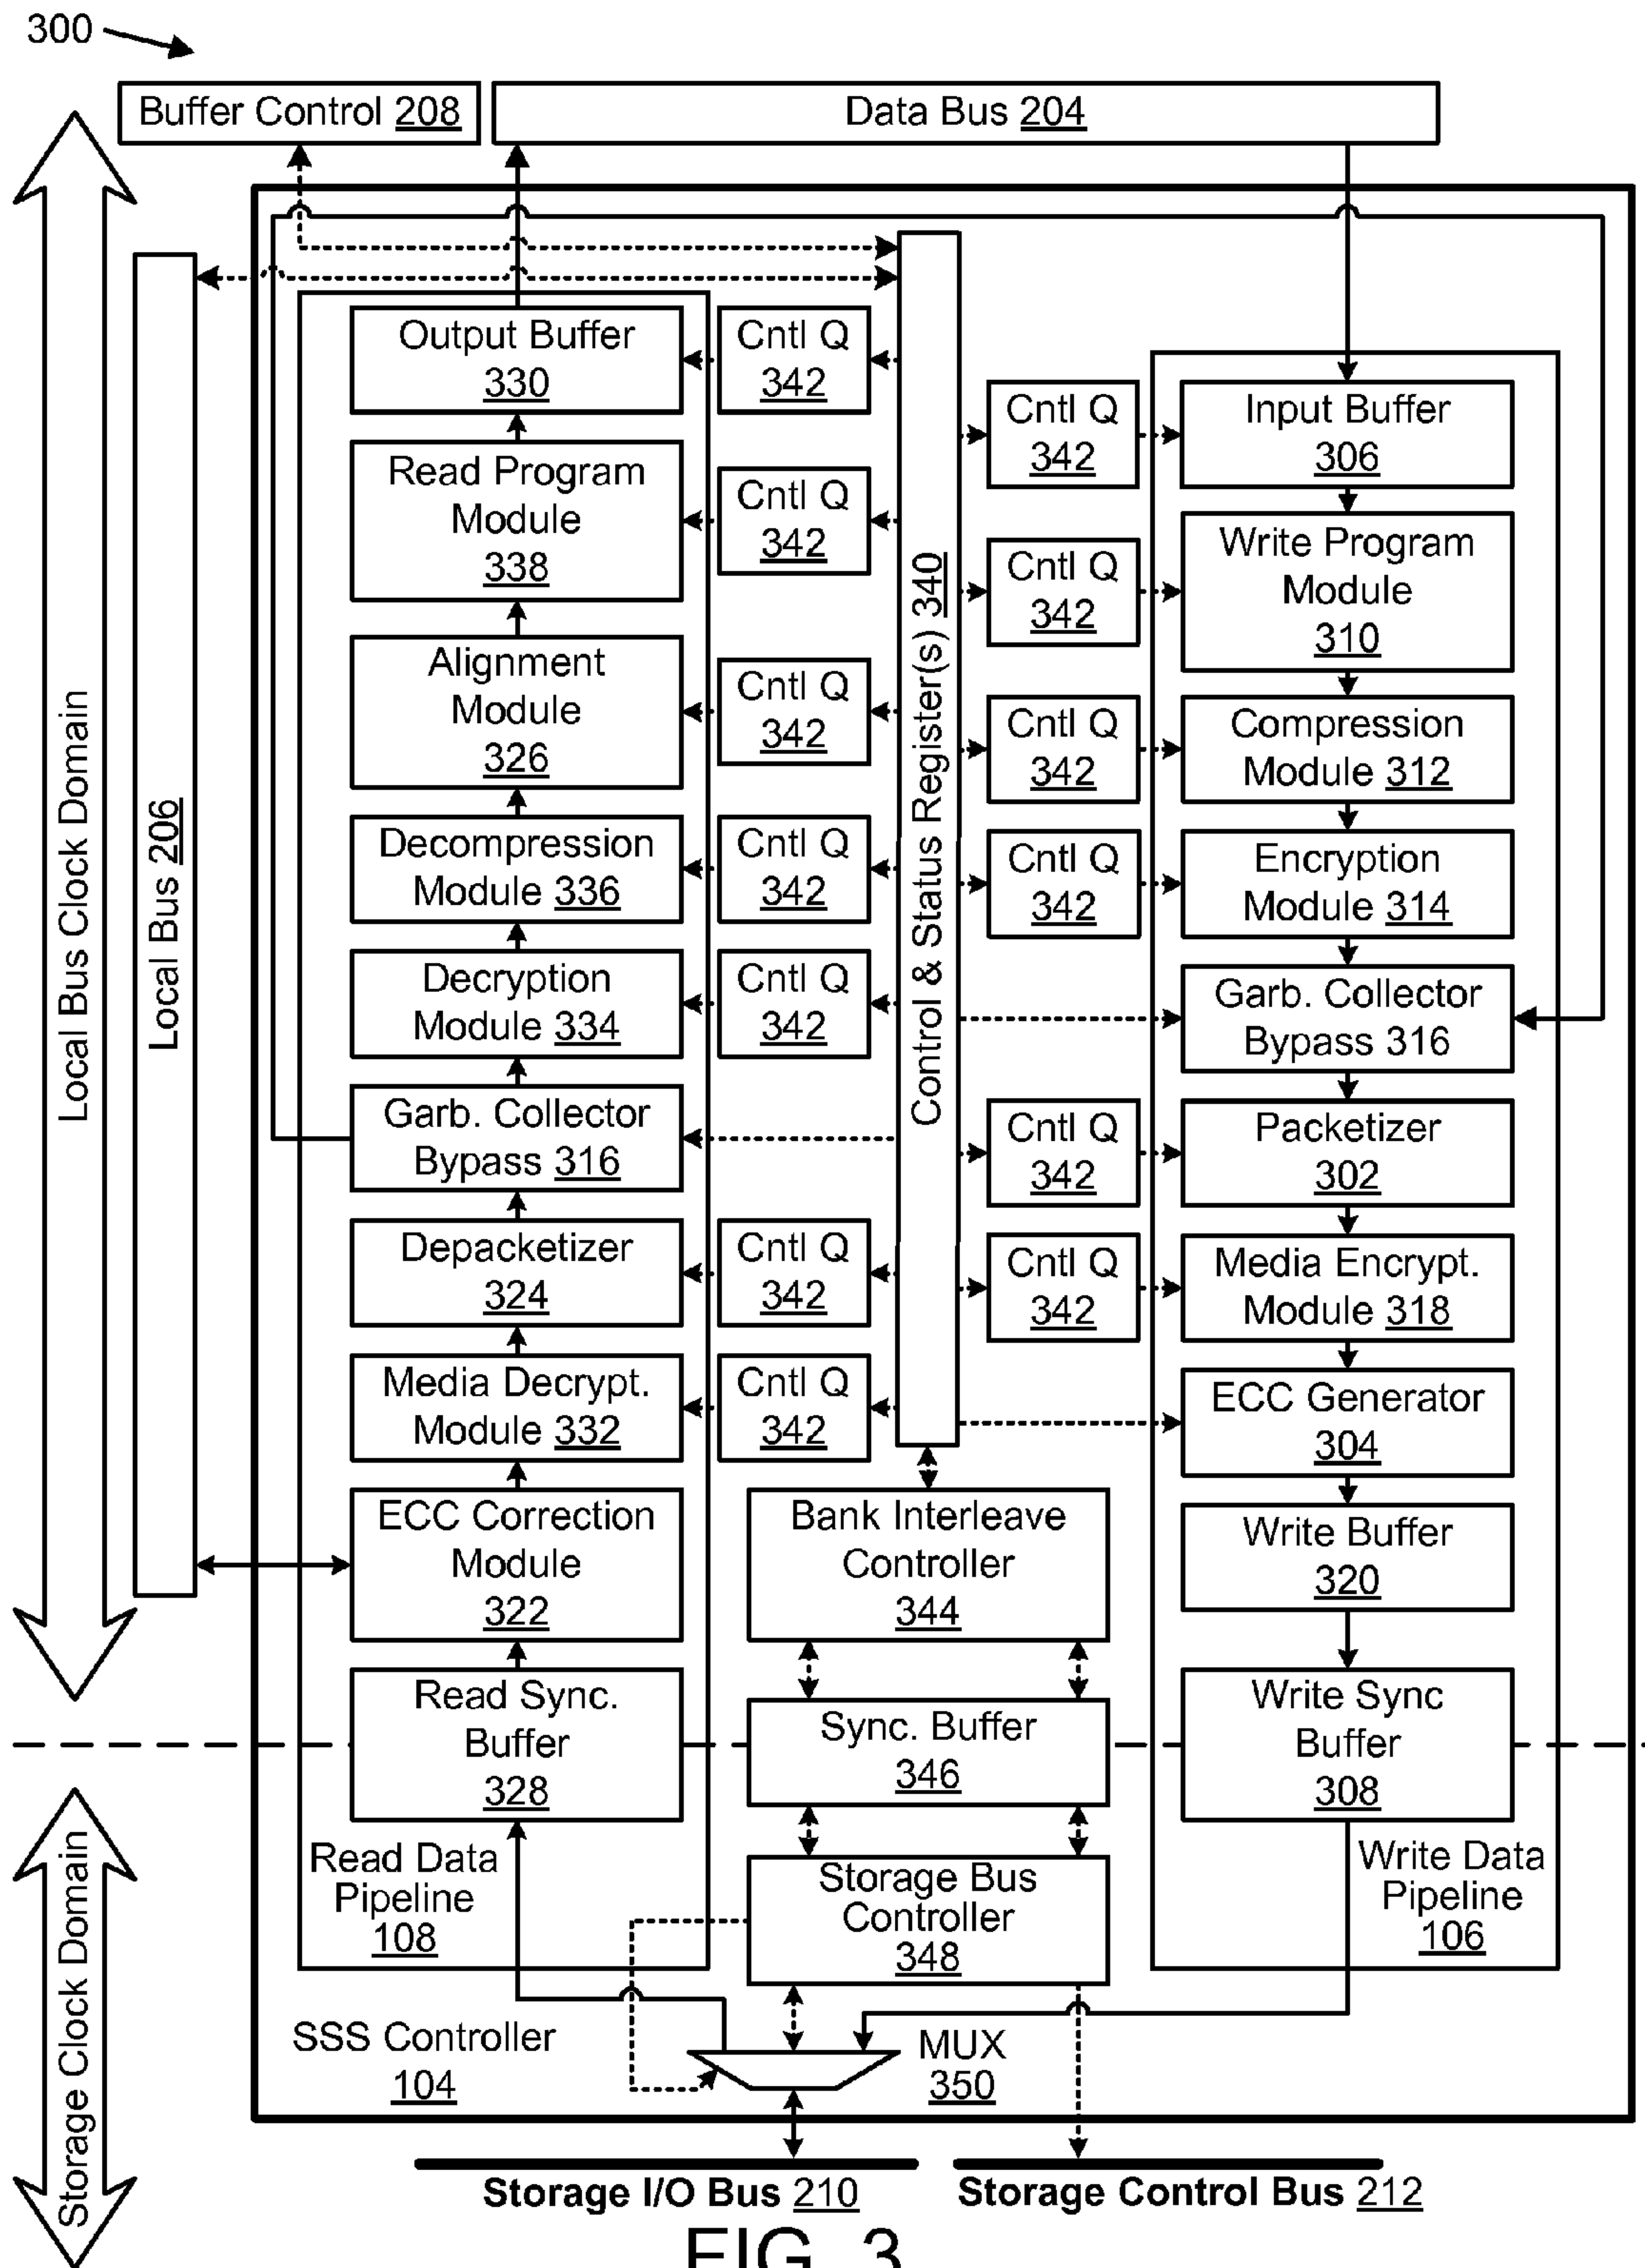 300
Buffer Control 208
Data Bus 204
Local Bus Clock Domain
Local Bus 206
Output Buffer
330
Cntl Q
342
Read Program
Module
338
Cntl Q
342
Alignment
Module
326
Cntl Q
342
Decompression
Module 336
Cntl Q
342
Decryption
Module 334
Cntl Q
342
Garb. Collector
Bypass 316
Depacketizer
324
Cntl Q
342
Media Decrypt.
Module 332
Cntl Q
342
ECC Correction
Module
322
Read Sync.
Buffer
328
Read Data
Pipeline
108
Control & Status Register(s) 340
Bank Interleave
Controller
344
Sync. Buffer
346
Storage Bus
Controller
348
Cntl Q
342
Input Buffer
306
Cntl Q
342
Write Program
Module
310
Cntl Q
342
Compression
Module 312
Cntl Q
342
Encryption
Module 314
Garb. Collector
Bypass 316
Cntl Q
342
Packetizer
302
Cntl Q
342
Media Encrypt.
Module 318
ECC Generator
304
Write Buffer
320
Write Sync
Buffer
308
Write Data
Pipeline
106
Storage Clock Domain
SSS Controller
104
MUX
350
Storage I/O Bus 210
Storage Control Bus 212
FIG. 3